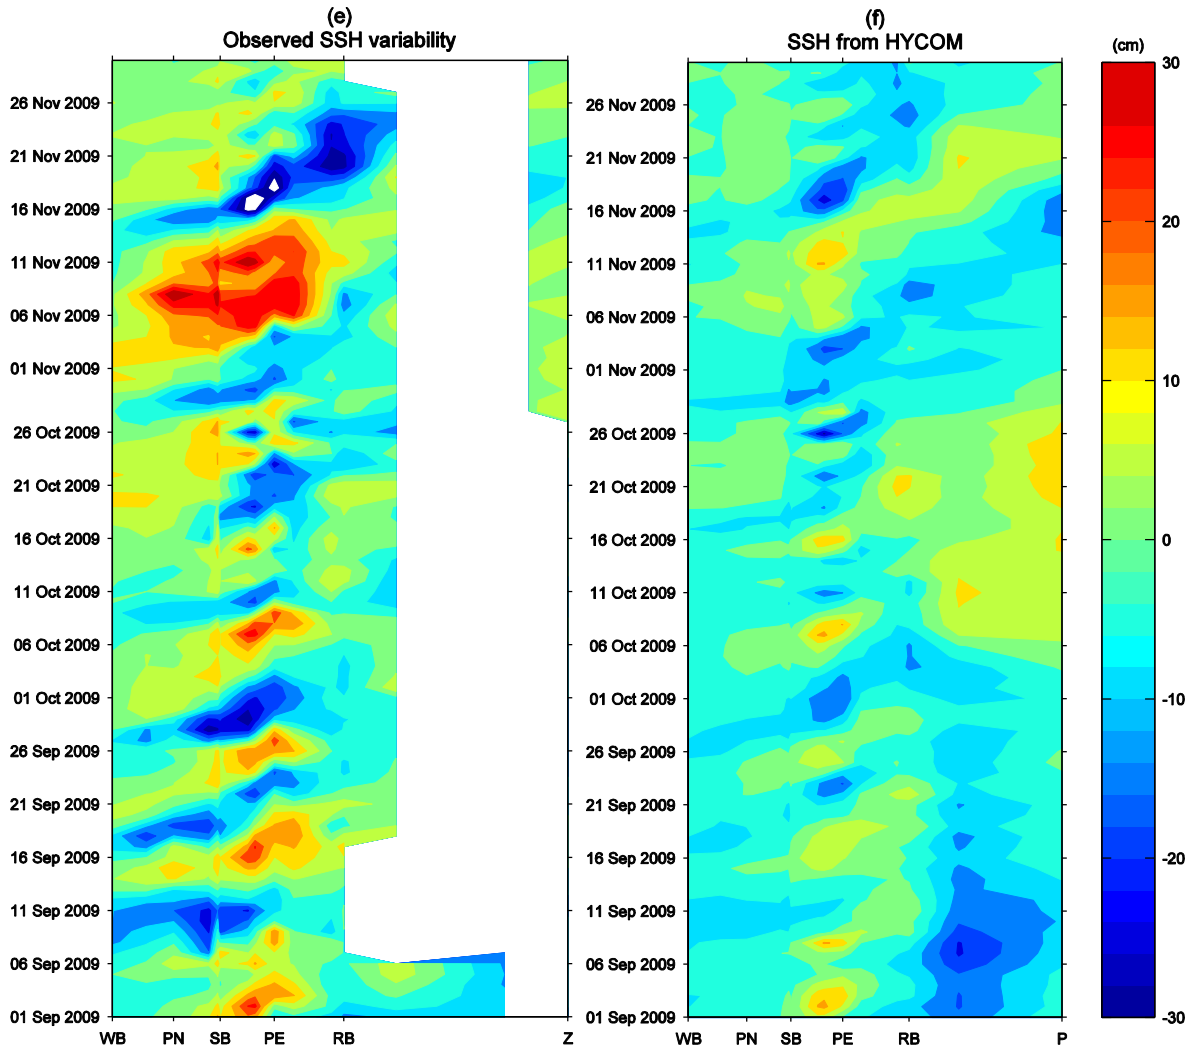 (e)
Observed SSH variability
(f)
SSH from HYCOM
(cm)
26 Nov 2009
21 Nov 2009
16 Nov 2009
11 Nov 2009
06 Nov 2009
01 Nov 2009
26 Oct 2009
21 Oct 2009
16 Oct 2009
11 Oct 2009
06 Oct 2009
01 Oct 2009
26 Sep 2009
21 Sep 2009
16 Sep 2009
11 Sep 2009
06 Sep 2009
01 Sep 2009
WB PN SB PE RB Z
26 Nov 2009
21 Nov 2009
16 Nov 2009
11 Nov 2009
06 Nov 2009
01 Nov 2009
26 Oct 2009
21 Oct 2009
16 Oct 2009
11 Oct 2009
06 Oct 2009
01 Oct 2009
26 Sep 2009
21 Sep 2009
16 Sep 2009
11 Sep 2009
06 Sep 2009
01 Sep 2009
WB PN SB PE RB P
30
20
10
0
-10
-20
-30